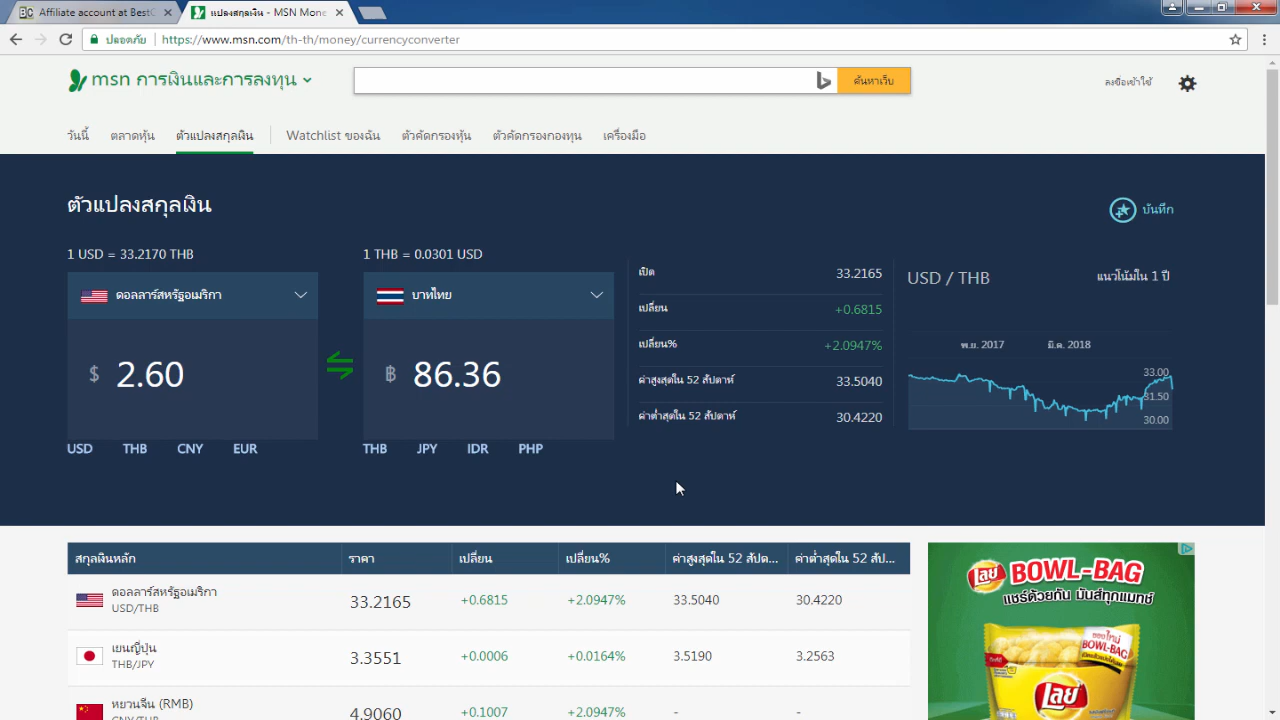 Affiliate account at BestC
แปลงสกุลเงิน - MSN Mone
ปลอดภัย
https://www.msn.com/th-th/money/currencyconverter
msn การเงินและการลงทุน
ค้นหาเว็บ
ลงชื่อเข้าใช้
วันนี้ ตลาดหุ้น ตัวแปลงสกุลเงิน Watchlist ของฉัน ตัวคัดกรองหุ้น ตัวคัดกรองกองทุน เครื่องมือ
ตัวแปลงสกุลเงิน
บันทึก
1 USD = 33.2170 THB
1 THB = 0.0301 USD
ดอลลาร์สหรัฐอเมริกา
บาทไทย
$ 2.60
฿ 86.36
USD THB CNY EUR
THB JPY IDR PHP
เปิด 33.2165
เปลี่ยน +0.6815
เปลี่ยน% +2.0947%
ค่าสูงสุดใน 52 สัปดาห์ 33.5040
ค่าต่ำสุดใน 52 สัปดาห์ 30.4220
USD / THB แนวโน้มใน 1 ปี
พ.ย. 2017 มี.ค. 2018
33.00
31.50
30.00
สกุลเงินหลัก ราคา เปลี่ยน เปลี่ยน% ค่าสูงสุดใน 52 สัปด... ค่าต่ำสุดใน 52 สัป...
ดอลลาร์สหรัฐอเมริกา
USD/THB
33.2165 +0.6815 +2.0947% 33.5040 30.4220
เยนญี่ปุ่น
THB/JPY
3.3551 +0.0006 +0.0164% 3.5190 3.2563
หยวนจีน (RMB)
CNY/THB
4.9060 +0.1007 +2.0947% - -
เลย์ BOWL-BAG
แชร์ด้วยกัน มันส์ทุกแมทช์
ซองใหม่
BOWL-BAG
เลย์